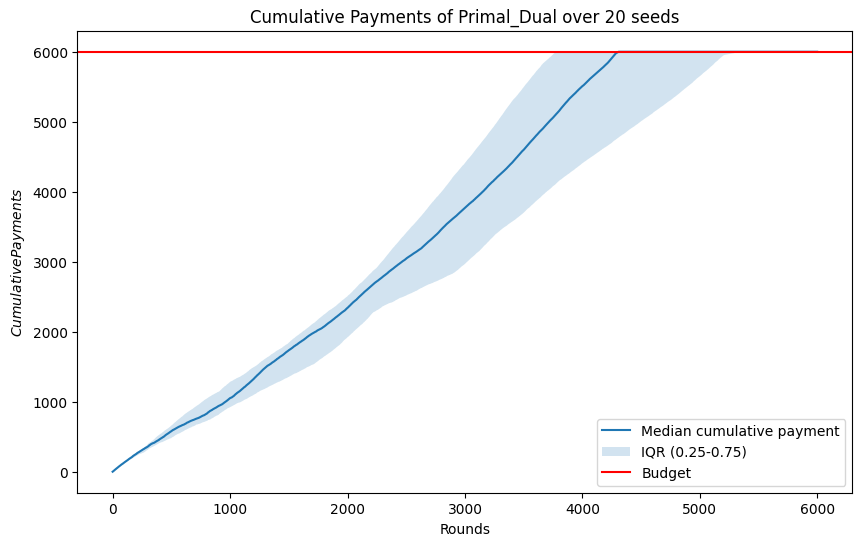 Cumulative Payments of Primal_Dual over 20 seeds
6000
5000
4000
3000
2000
1000
0
CumulativePayments
0 1000 2000 3000 4000 5000 6000
Rounds
Median cumulative payment
IQR (0.25-0.75)
Budget